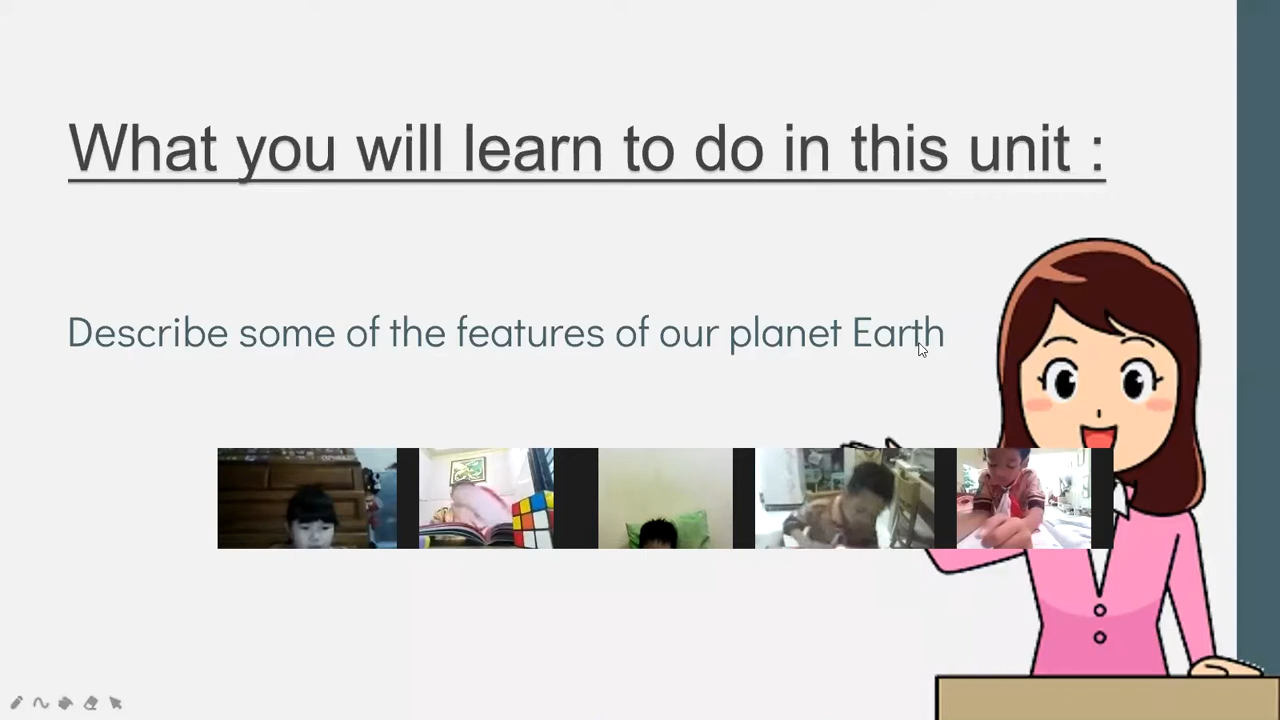 What you will learn to do in this unit :
Describe some of the features of our planet Earth